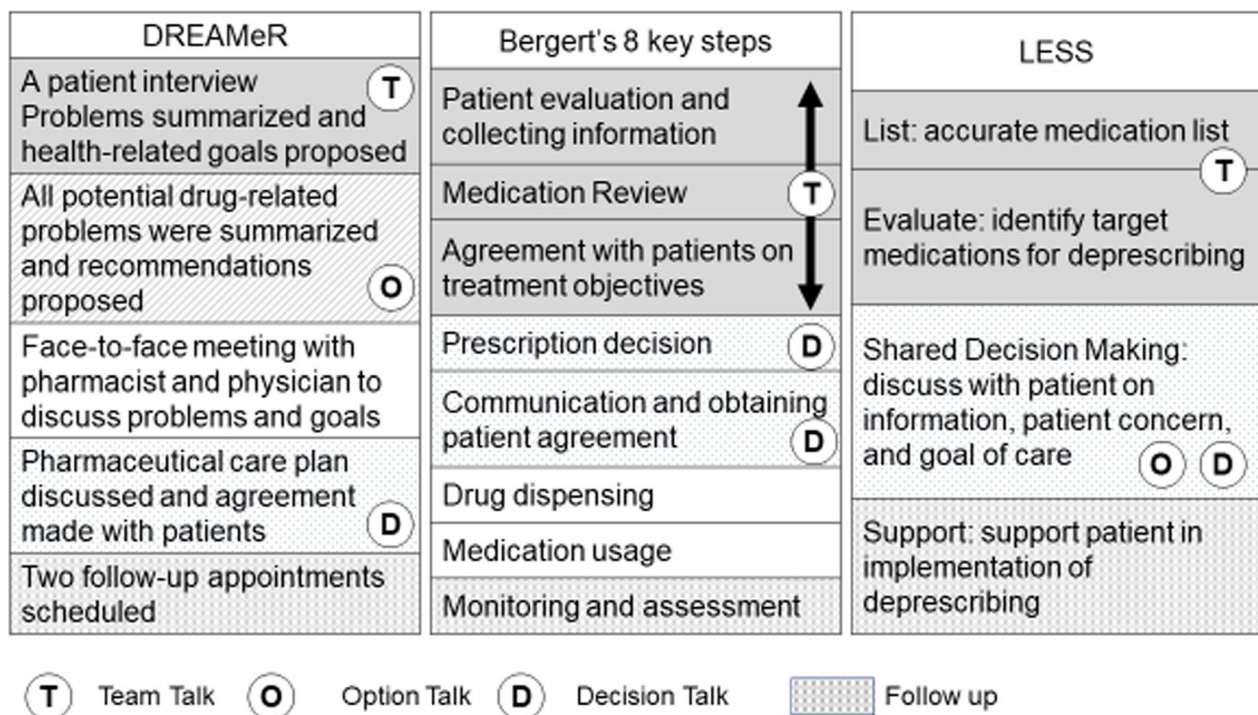 DREAMeR
A patient interview
T
Problems summarized and
health-related goals proposed
All potential drug-related
problems were summarized
and recommendations
proposed
O
Face-to-face meeting with
pharmacist and physician to
discuss problems and goals
Pharmaceutical care plan
discussed and agreement
made with patients
D
Two follow-up appointments
scheduled
Bergert's 8 key steps
Patient evaluation and
collecting information
Medication Review
T
Agreement with patients on
treatment objectives
Prescription decision
D
Communication and obtaining
patient agreement
D
Drug dispensing
Medication usage
Monitoring and assessment
LESS
List: accurate medication list
T
Evaluate: identify target
medications for deprescribing
Shared Decision Making:
discuss with patient on
information, patient concern,
and goal of care
O D
Support: support patient in
implementation of
deprescribing
T Team Talk O Option Talk D Decision Talk Follow up